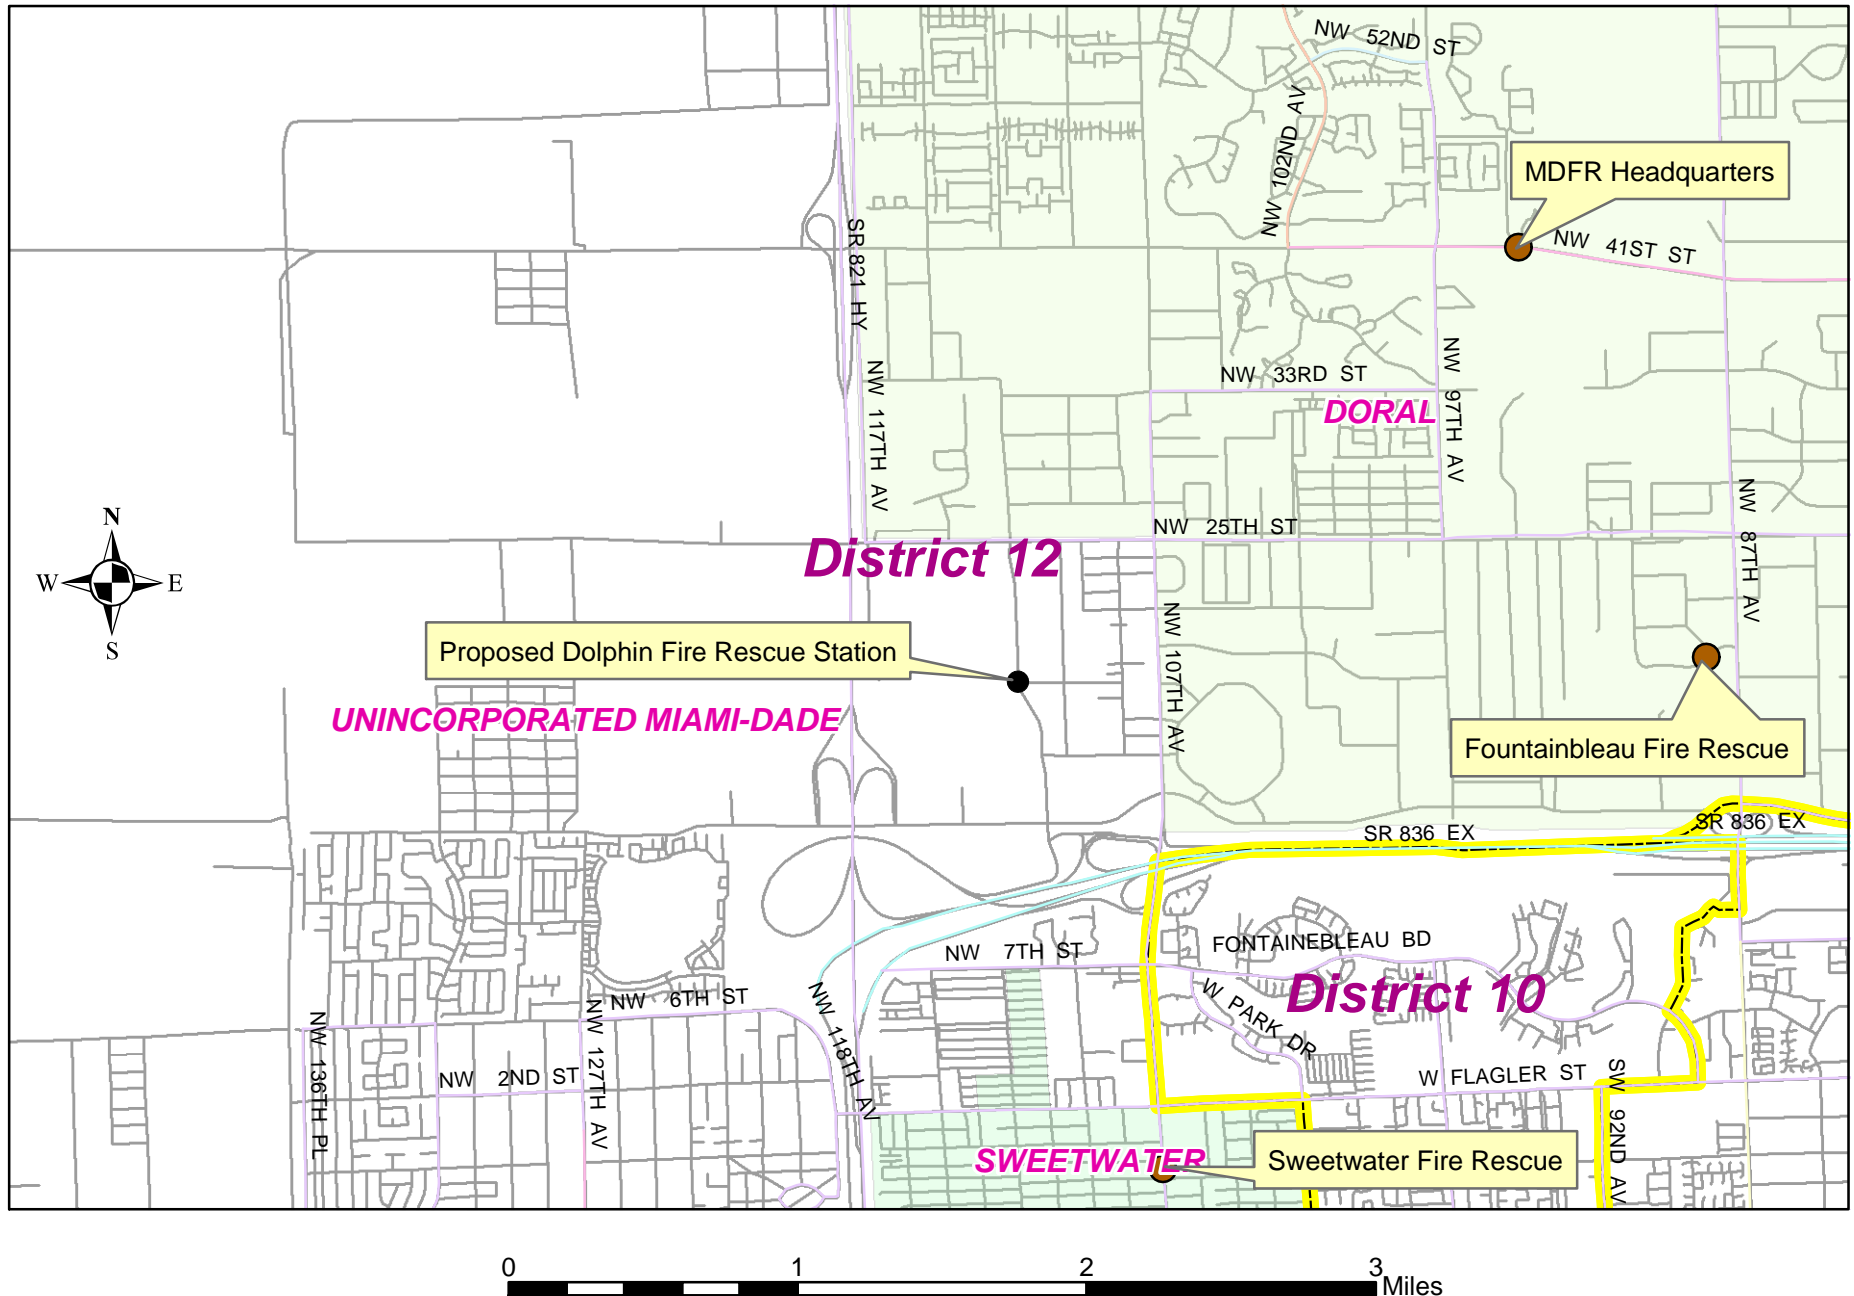 NW 52ND ST
NW 102ND AV
MDFR Headquarters
SR 821 HY
NW 41ST ST
NW 117TH AV
NW 33RD ST
DORAL
NW 97TH AV
N
W E
S
NW 25TH ST
District 12
NW 87TH AV
Proposed Dolphin Fire Rescue Station
NW 107TH AV
UNINCORPORATED MIAMI-DADE
Fountainbleau Fire Rescue
SR 836 EX
SR 836 EX
NW 7TH ST
FONTAINEBLEAU BD
District 10
NW 6TH ST
NW 118TH AV
W PARK DR
NW 136TH PL
NW 2ND ST
NW 127TH AV
W FLAGLER ST
SW 92ND AV
SWEETWATER
Sweetwater Fire Rescue
0 1 2 3
Miles